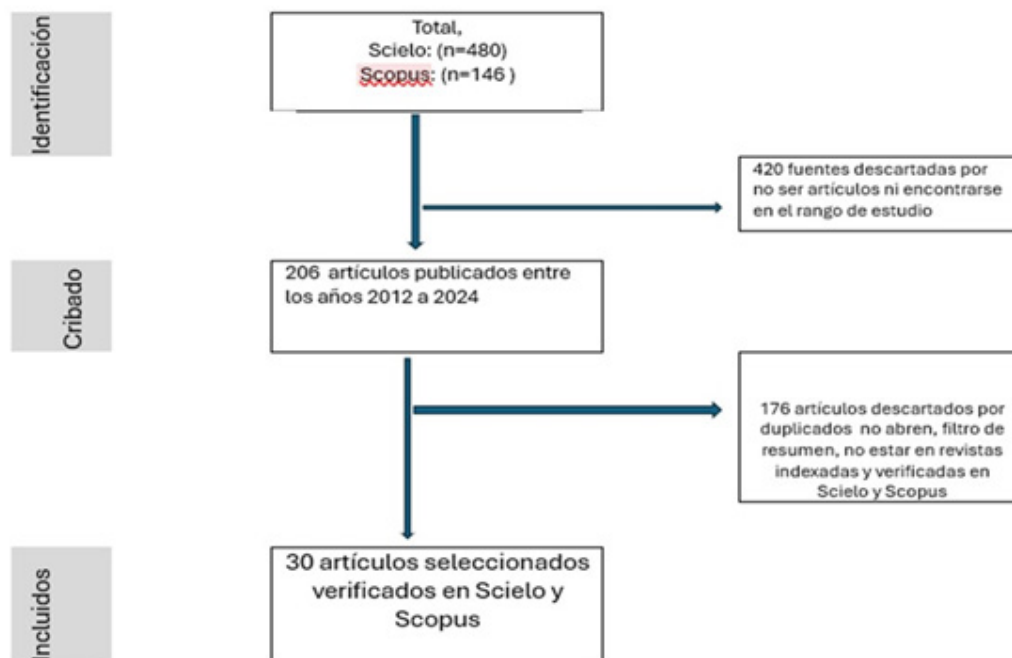 Identificación
Total,
Scielo: (n=480)
Scopus: (n=146 )
420 fuentes descartadas por
no ser artículos ni encontrarse
en el rango de estudio
Cribado
206 artículos publicados entre
los años 2012 a 2024
176 artículos descartados por
duplicados no abren, filtro de
resumen, no estar en revistas
indexadas y verificadas en
Scielo y Scopus
Incluidos
30 artículos seleccionados
verificados en Scielo y
Scopus